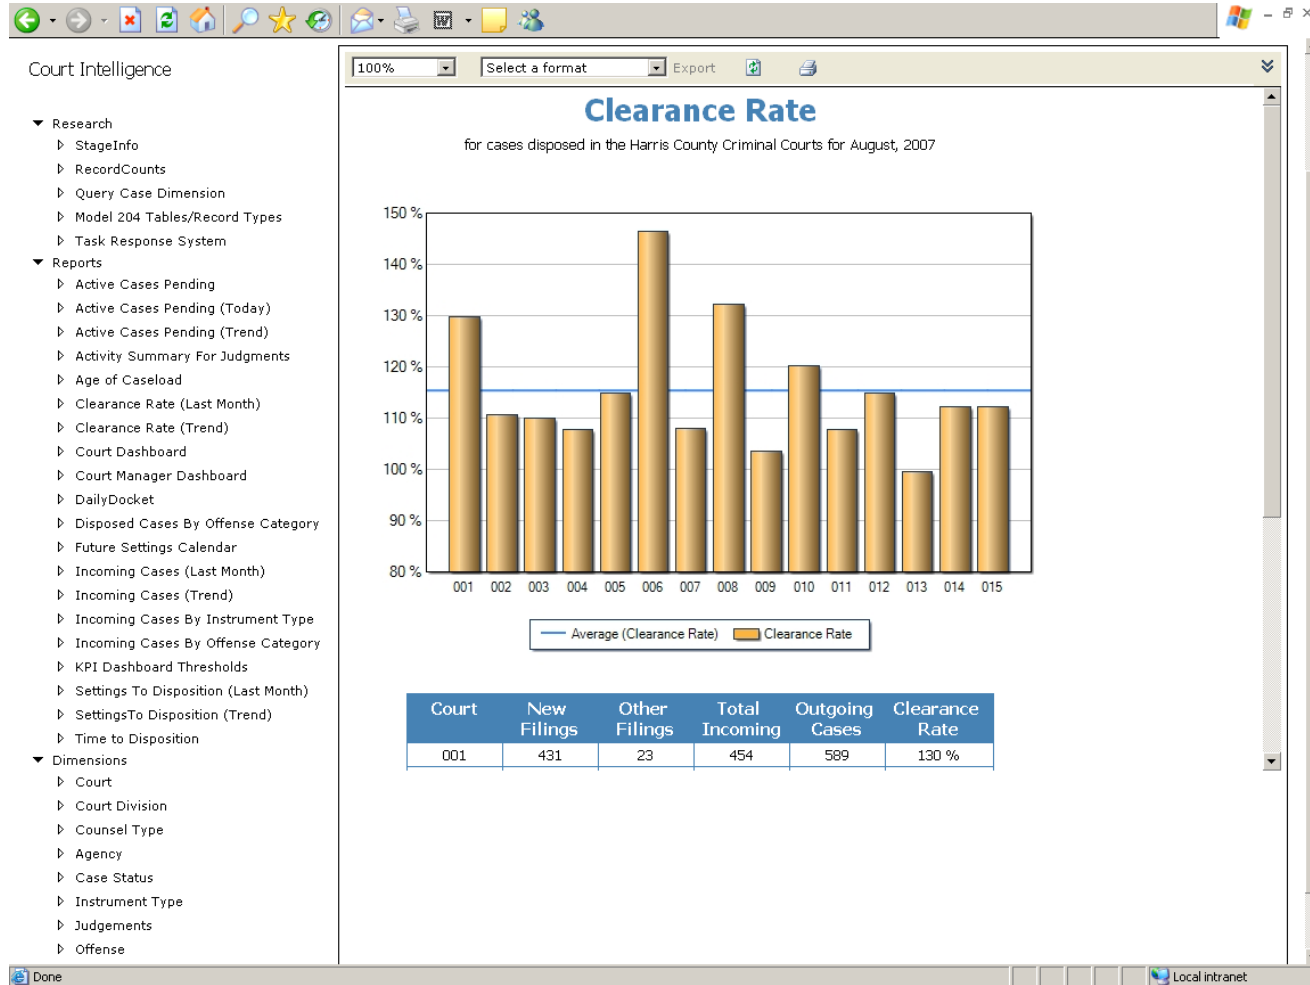 Court Intelligence
Research
StageInfo
RecordCounts
Query Case Dimension
Model 204 Tables/Record Types
Task Response System
Reports
Active Cases Pending
Active Cases Pending (Today)
Active Cases Pending (Trend)
Activity Summary For Judgments
Age of Caseload
Clearance Rate (Last Month)
Clearance Rate (Trend)
Court Dashboard
Court Manager Dashboard
DailyDocket
Disposed Cases By Offense Category
Future Settings Calendar
Incoming Cases (Last Month)
Incoming Cases (Trend)
Incoming Cases By Instrument Type
Incoming Cases By Offense Category
KPI Dashboard Thresholds
Settings To Disposition (Last Month)
SettingsTo Disposition (Trend)
Time to Disposition
Dimensions
Court
Court Division
Counsel Type
Agency
Case Status
Instrument Type
Judgements
Offense
100% Select a format Export
Clearance Rate
for cases disposed in the Harris County Criminal Courts for August, 2007
150 %
140 %
130 %
120 %
110 %
100 %
90 %
80 %
001 002 003 004 005 006 007 008 009 010 011 012 013 014 015
Average (Clearance Rate) Clearance Rate
Court New Filings Other Filings Total Incoming Outgoing Cases Clearance Rate
001 431 23 454 589 130 %
Done Local intranet